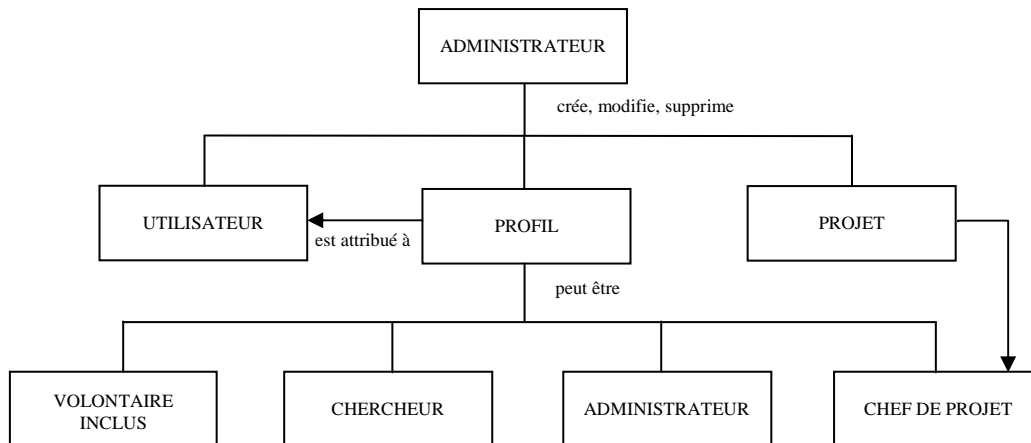 ADMINISTRATEUR
crée, modifie, supprime
UTILISATEUR
est attribué à
PROFIL
PROJET
peut être
VOLONTAIRE
INCLUS
CHERCHEUR
ADMINISTRATEUR
CHEF DE PROJET